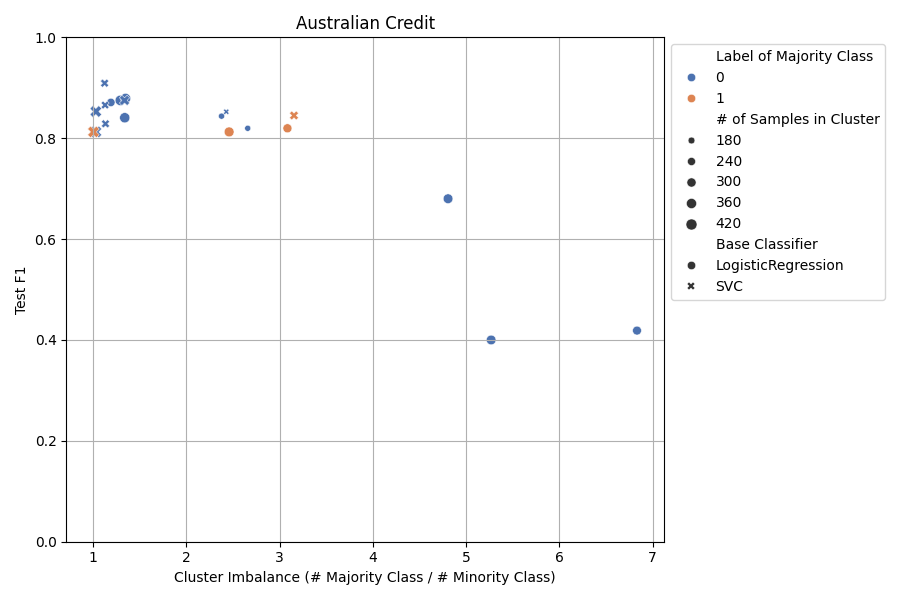 Australian Credit
1.0
0.8
0.6
0.4
0.2
0.0
Test F1
1
2
3
4
5
6
7
Cluster Imbalance (# Majority Class / # Minority Class)
Label of Majority Class
0
1
# of Samples in Cluster
180
240
300
360
420
Base Classifier
LogisticRegression
SVC